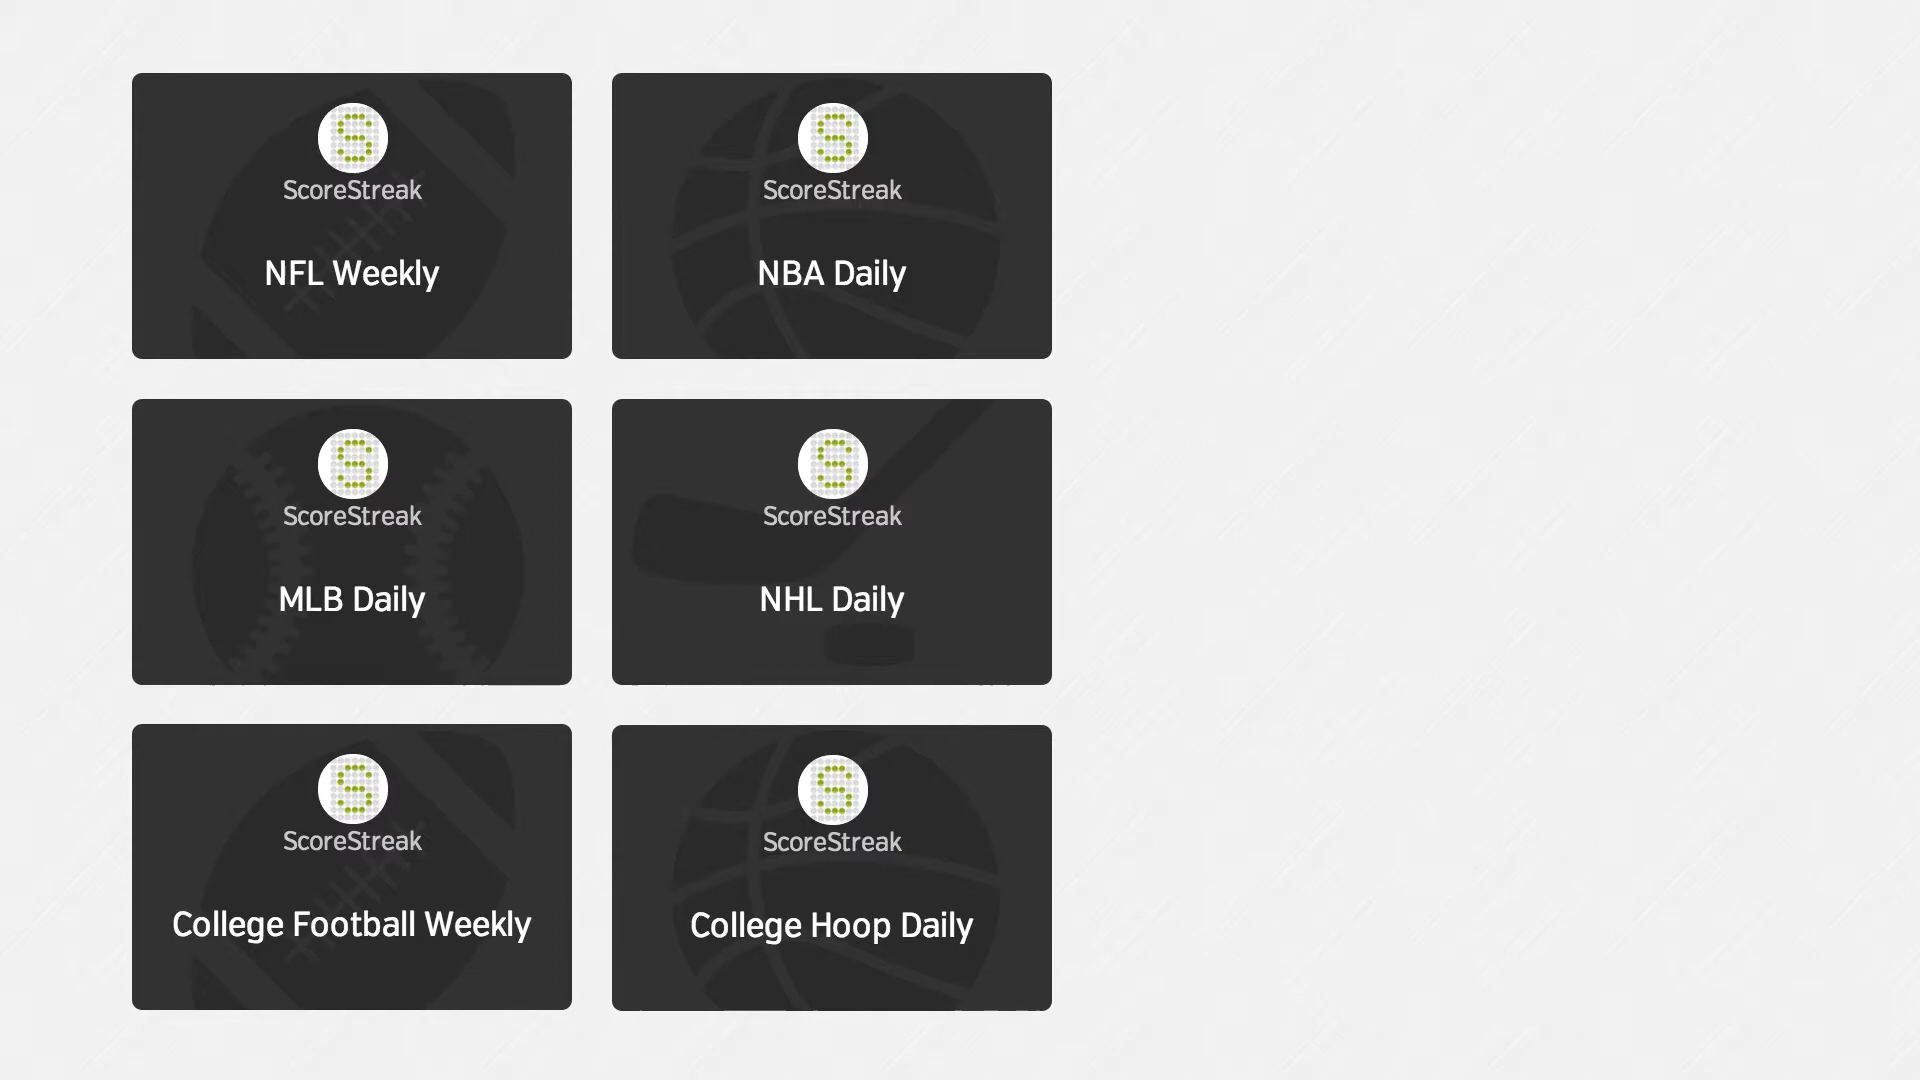 ScoreStreak
NFL Weekly
ScoreStreak
NBA Daily
ScoreStreak
MLB Daily
ScoreStreak
NHL Daily
ScoreStreak
College Football Weekly
ScoreStreak
College Hoop Daily